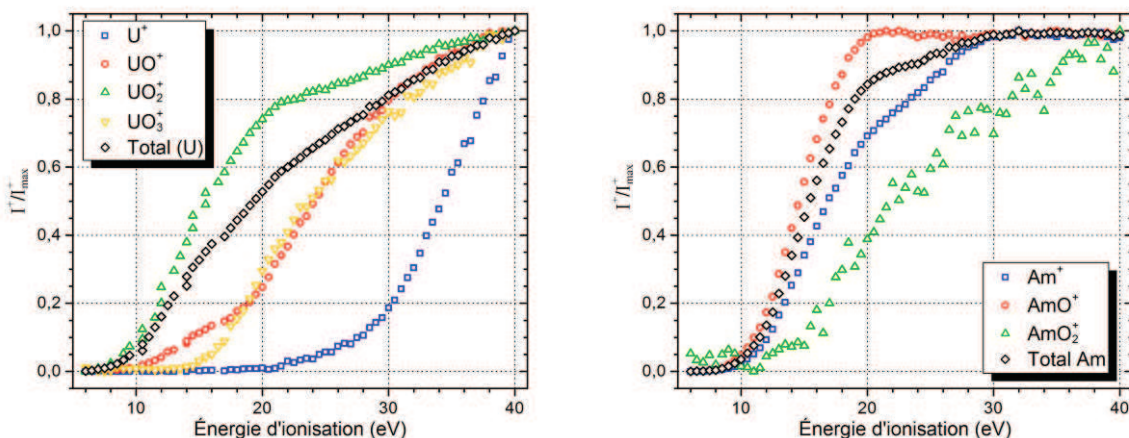 1,0
0,8
0,6
0,4
0,2
0,0
I⁺/I⁺max
U⁺
UO⁺
UO₂⁺
UO₃⁺
Total (U)
10 20 30 40
Énergie d'ionisation (eV)
1,0
0,8
0,6
0,4
0,2
0,0
I⁺/I⁺max
Am⁺
AmO⁺
AmO₂⁺
Total Am
10 20 30 40
Énergie d'ionisation (eV)